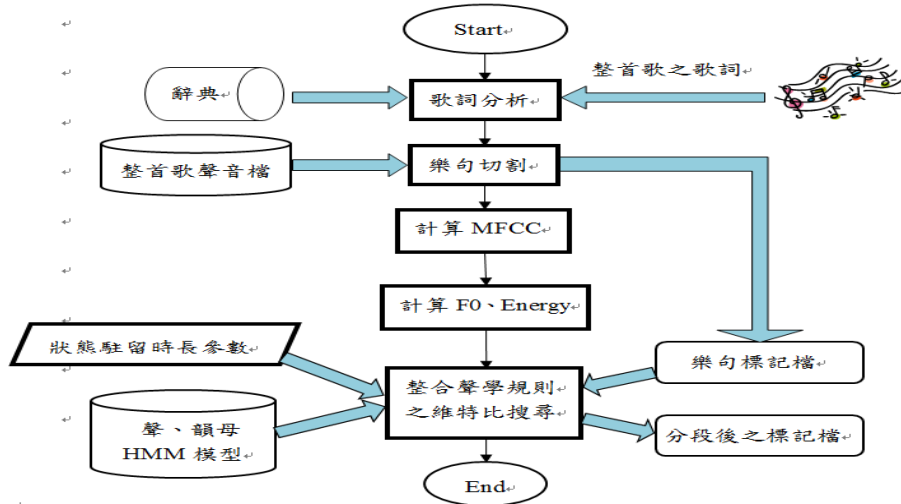 Start
整首歌之歌詞
辭典
歌詞分析
整首歌聲音檔
樂句切割
計算 MFCC
計算 F0、Energy
狀態駐留時長參數
樂句標記檔
整合聲學規則
之維特比搜尋
聲、韻母
HMM 模型
分段後之標記檔
End